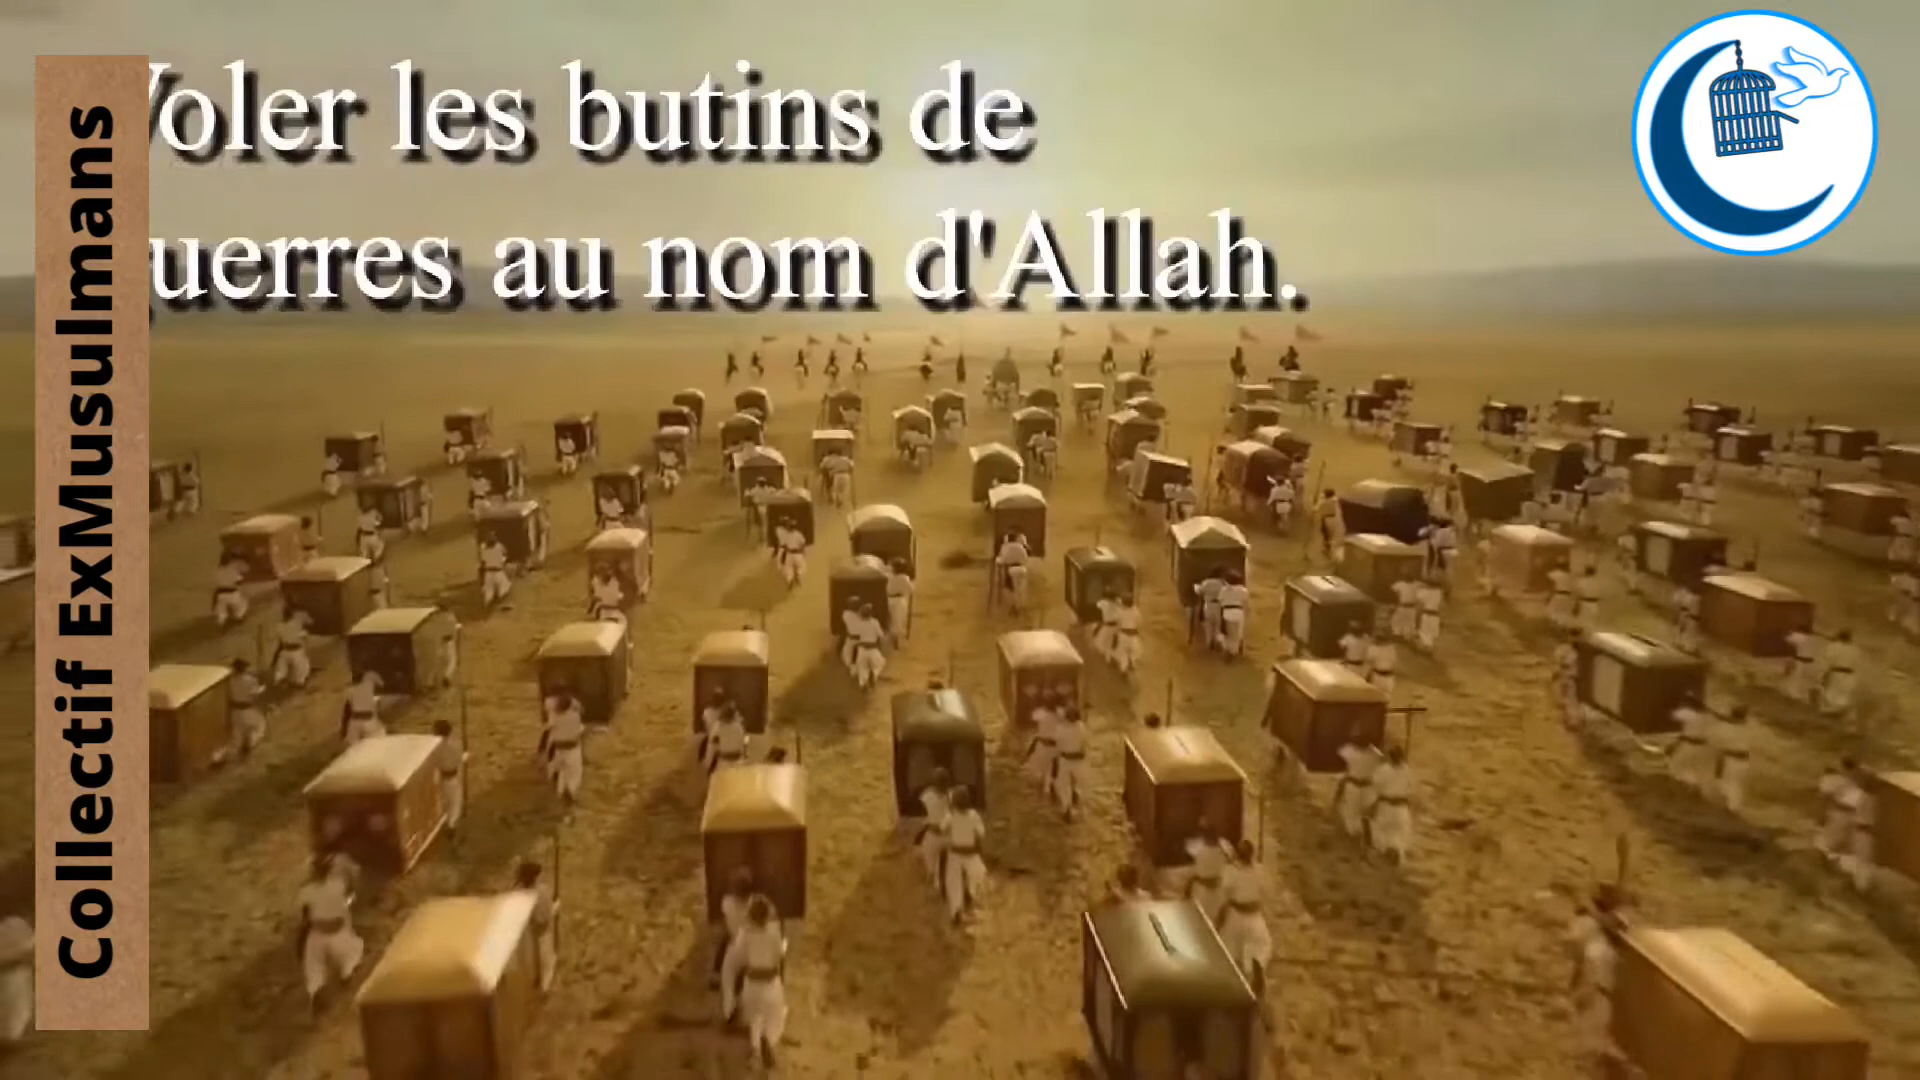 Voler les butins de
guerres au nom d'Allah.
Collectif ExMusulmans